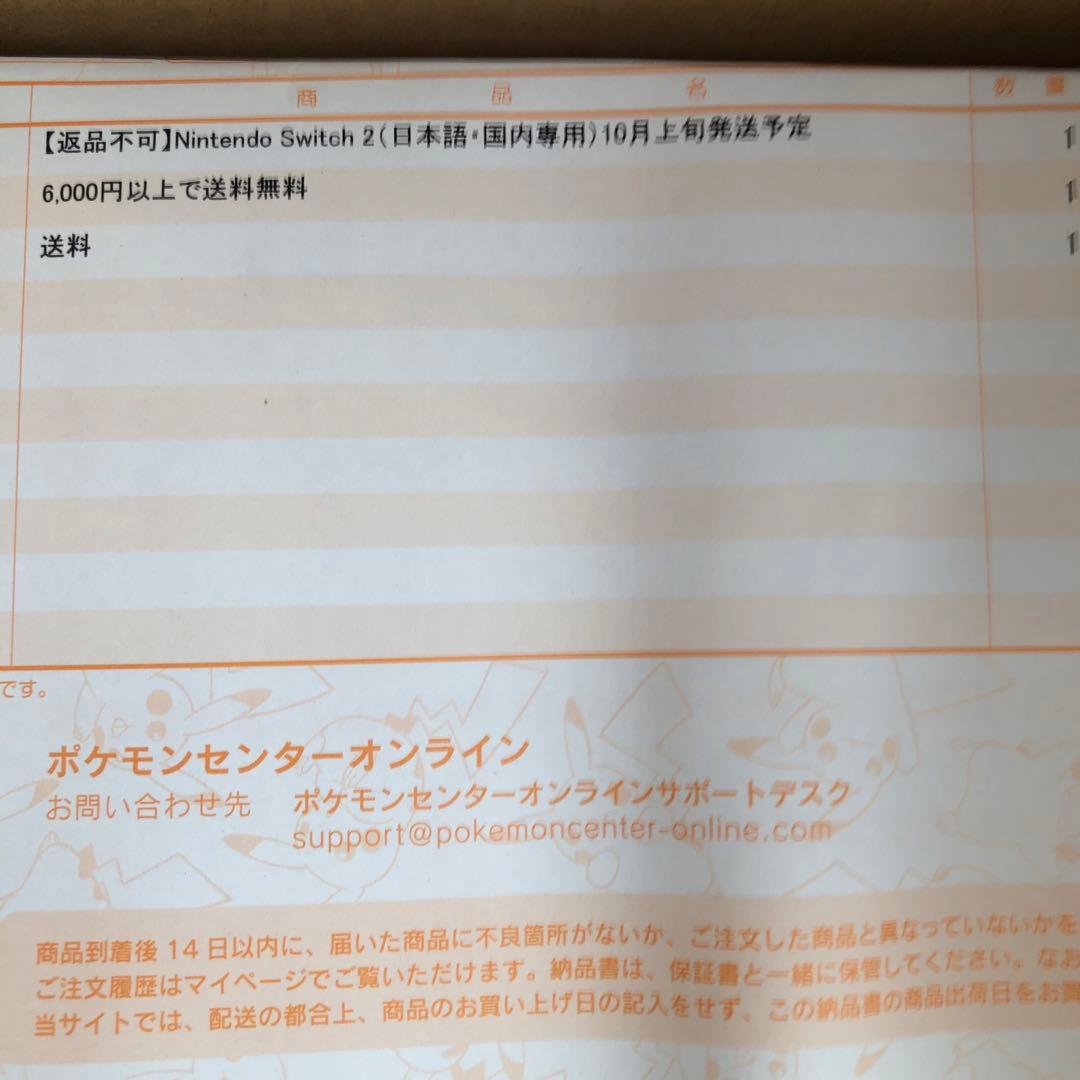 商品名 数量
【返品不可】Nintendo Switch 2(日本語・国内専用)10月上旬発送予定 1
6,000円以上で送料無料 1
送料 1
です。
ポケモンセンターオンライン
お問い合わせ先 ポケモンセンターオンラインサポートデスク
support@pokemoncenter-online.com
商品到着後 14 日以内に、届いた商品に不良箇所がないか、ご注文した商品と異なっていないかを
ご注文履歴はマイページでご覧いただけます。納品書は、保証書と一緒に保管してください。なお
当サイトでは、配送の都合上、商品のお買い上げ日の記入をせず、この納品書の商品出荷日をお買